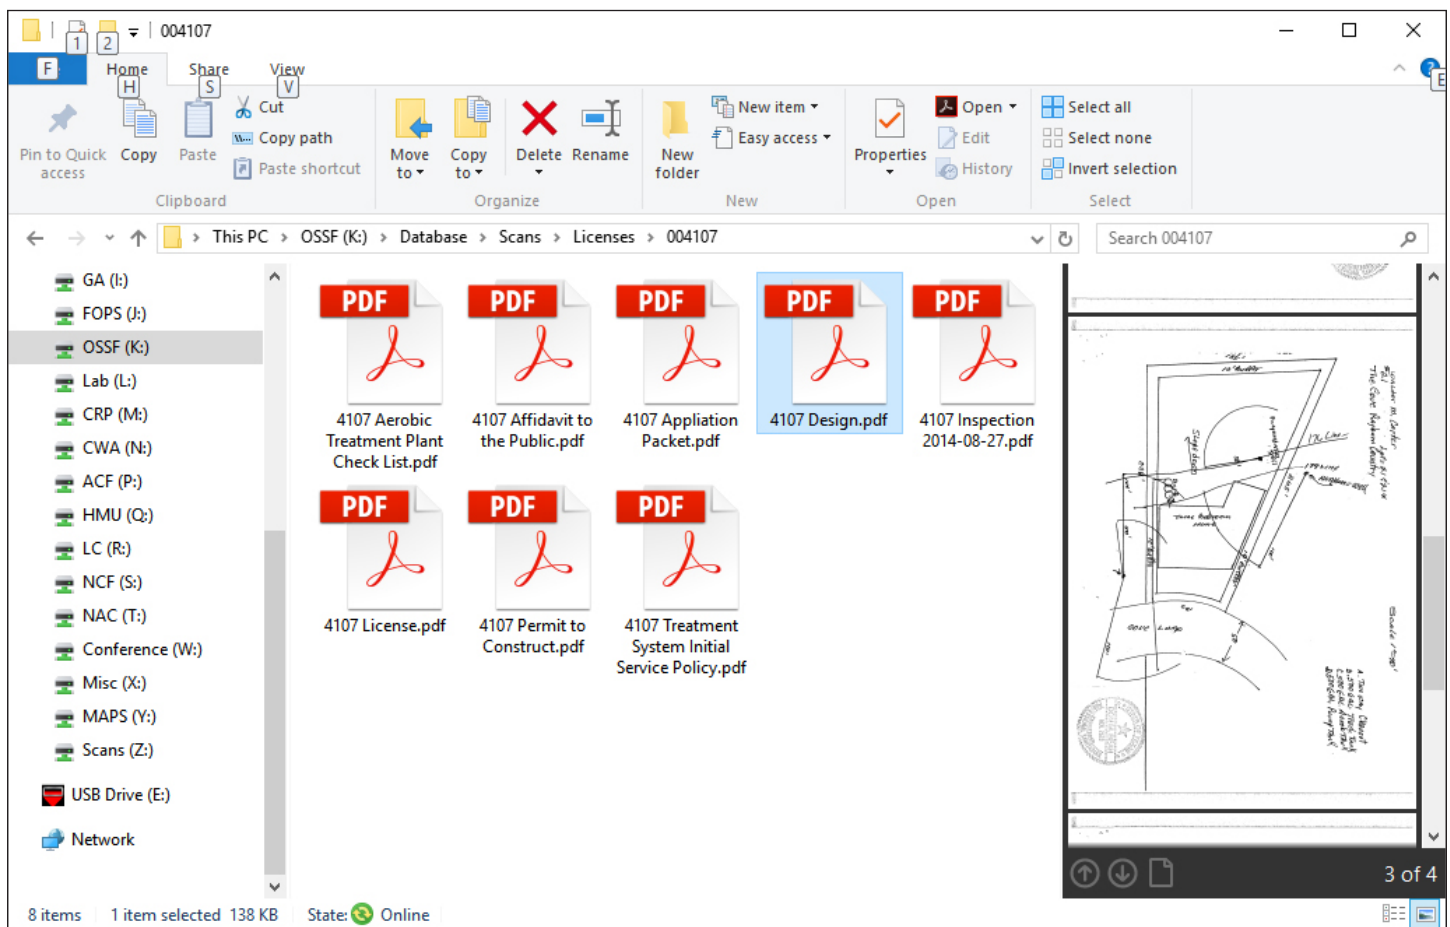 004107
1
2
F
Home
Share
View
H
S
V
E
Pin to Quick access
Copy
Paste
Cut
Copy path
Paste shortcut
Clipboard
Move to
Copy to
Delete
Rename
Organize
New folder
New item
Easy access
New
Properties
Open
Edit
History
Open
Select all
Select none
Invert selection
Select
This PC > OSSF (K:) > Database > Scans > Licenses > 004107
Search 004107
GA (I:)
FOPS (J:)
OSSF (K:)
Lab (L:)
CRP (M:)
CWA (N:)
ACF (P:)
HMU (Q:)
LC (R:)
NCF (S:)
NAC (T:)
Conference (W:)
Misc (X:)
MAPS (Y:)
Scans (Z:)
USB Drive (E:)
Network
PDF
PDF
PDF
PDF
PDF
4107 Aerobic
Treatment Plant
Check List.pdf
4107 Affidavit to
the Public.pdf
4107 Appliation
Packet.pdf
4107 Design.pdf
4107 Inspection
2014-08-27.pdf
PDF
PDF
PDF
4107 License.pdf
4107 Permit to
Construct.pdf
4107 Treatment
System Initial
Service Policy.pdf
3 of 4
8 items
1 item selected 138 KB
State: Online